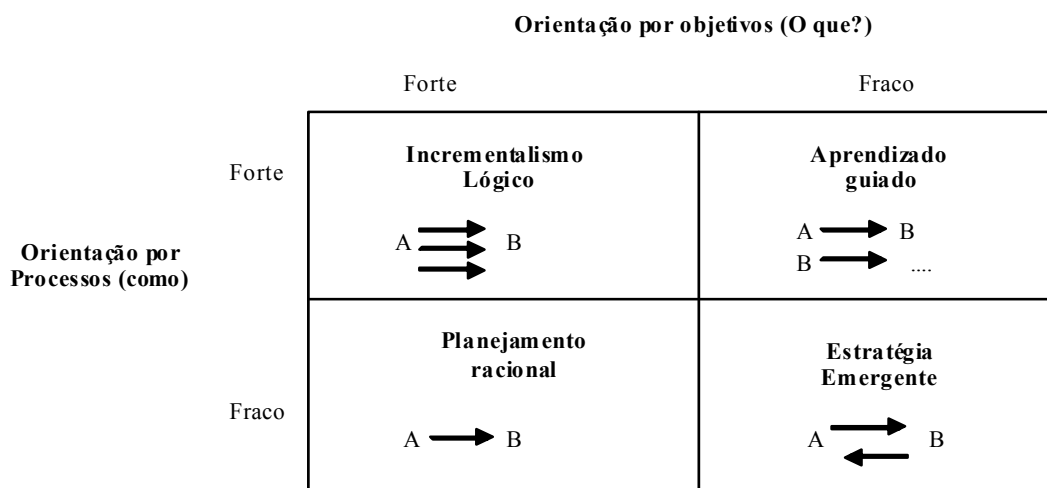 Orientação por objetivos (O que?)
Forte
Fraco
Forte
Incrementalismo
Lógico
A
B
Aprendizado
guiado
A
B
B
....
Orientação por
Processos (como)
Fraco
Planejamento
racional
A
B
Estratégia
Emergente
A
B